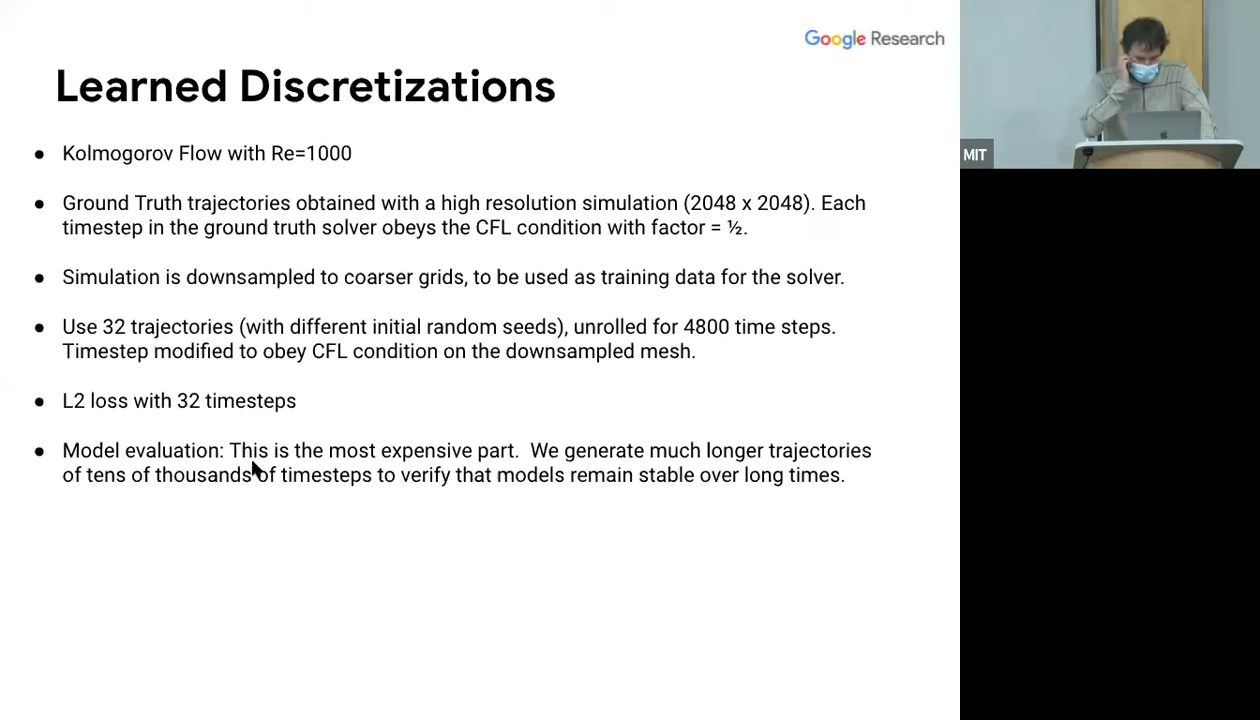 Google Research
Learned Discretizations
● Kolmogorov Flow with Re=1000
● Ground Truth trajectories obtained with a high resolution simulation (2048 x 2048). Each
timestep in the ground truth solver obeys the CFL condition with factor = ½.
● Simulation is downsampled to coarser grids, to be used as training data for the solver.
● Use 32 trajectories (with different initial random seeds), unrolled for 4800 time steps.
Timestep modified to obey CFL condition on the downsampled mesh.
● L2 loss with 32 timesteps
● Model evaluation: This is the most expensive part. We generate much longer trajectories
of tens of thousands of timesteps to verify that models remain stable over long times.
MIT